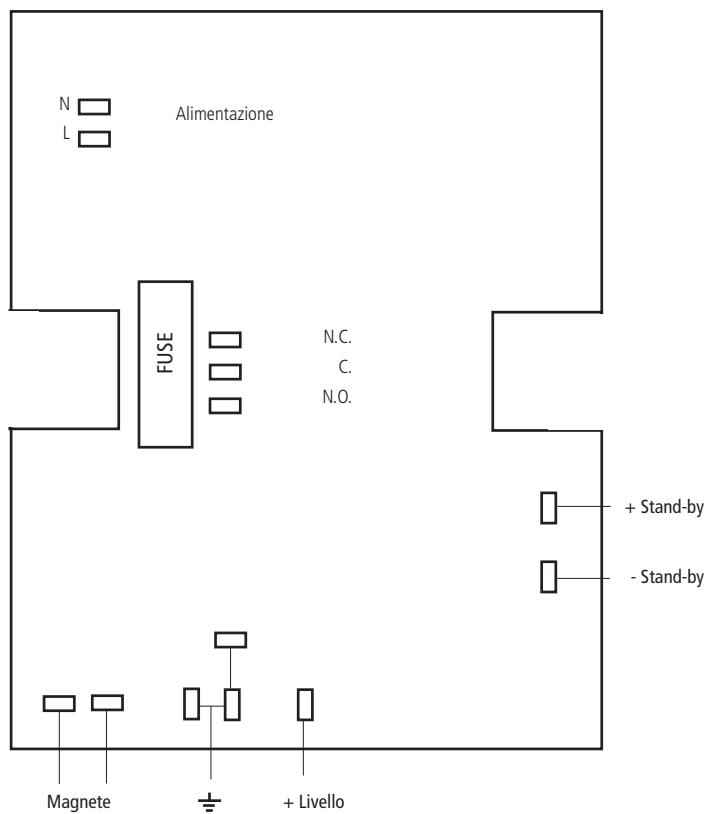 N
Alimentazione
L
FUSE
N.C.
C.
N.O.
+ Stand-by
- Stand-by
Magnete
+ Livello